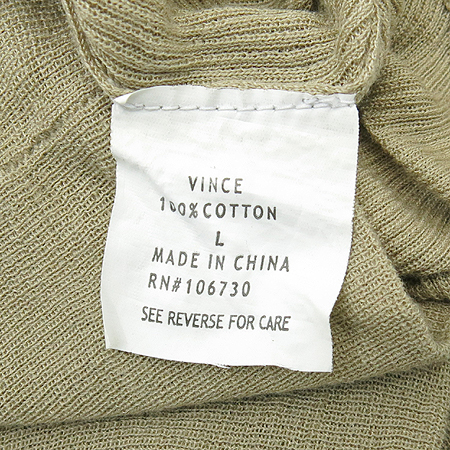 VINCE
100% COTTON
L
MADE IN CHINA
RN#106730
SEE REVERSE FOR CARE